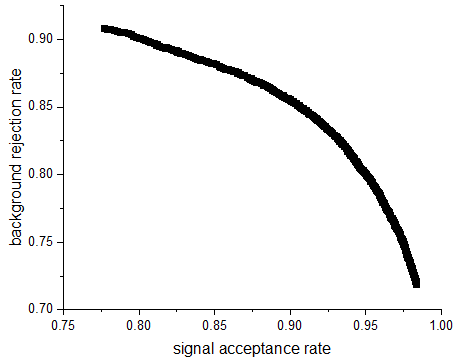 background rejection rate
0.90
0.85
0.80
0.75
0.70
0.75 0.80 0.85 0.90 0.95 1.00
signal acceptance rate